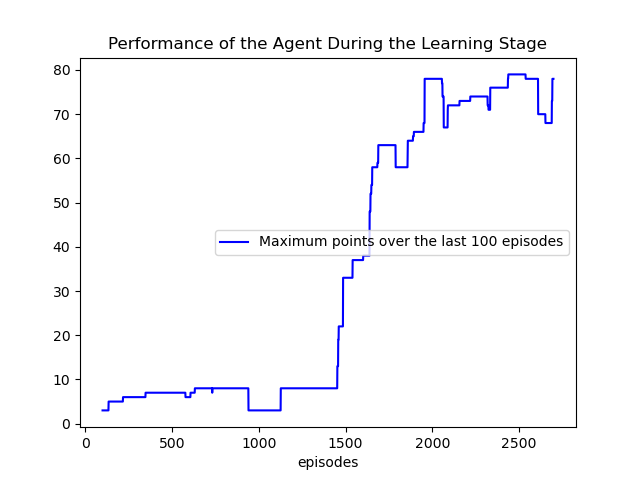 Performance of the Agent During the Learning Stage
80
70
60
50
40
30
20
10
0
Maximum points over the last 100 episodes
0 500 1000 1500 2000 2500
episodes